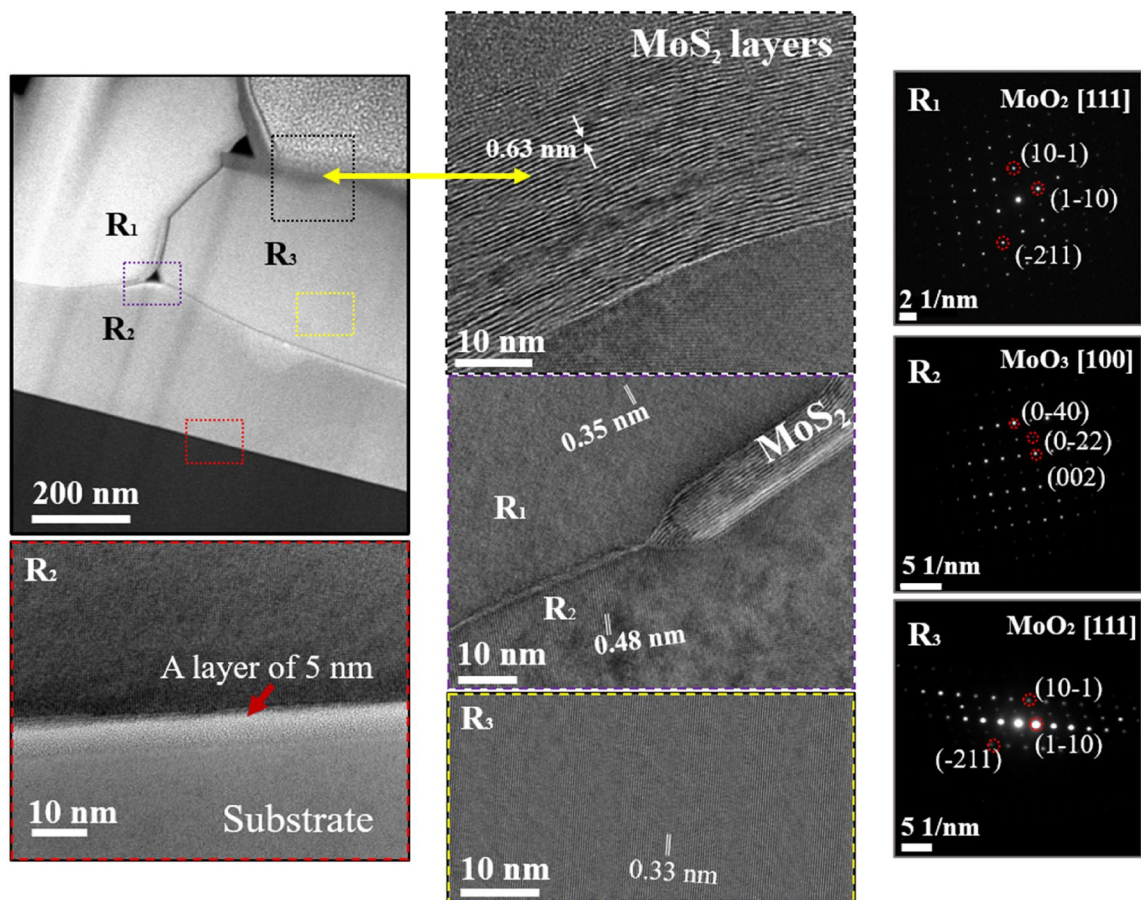 R₁
R₃
R₂
200 nm
R₂
A layer of 5 nm
10 nm
Substrate
MoS₂ layers
0.63 nm
10 nm
0.35 nm
MoS₂
R₁
R₂
0.48 nm
10 nm
R₃
0.33 nm
10 nm
R₁
MoO₂ [111]
(10-1)
(1-10)
(-211)
2 1/nm
R₂
MoO₃ [100]
(0-40)
(0-22)
(002)
5 1/nm
R₃
MoO₂ [111]
(10-1)
(1-10)
(-211)
5 1/nm